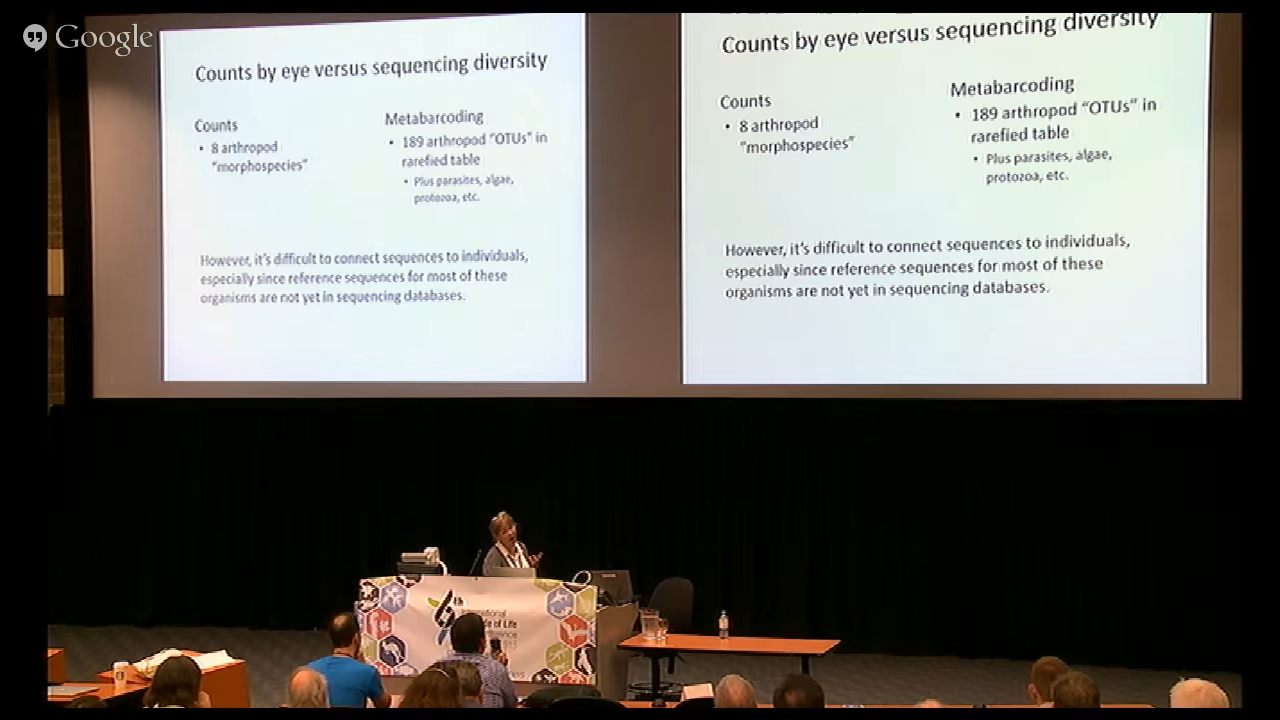 Google
Counts by eye versus sequencing diversity
Counts
• 8 arthropod
"morphospecies"
Metabarcoding
• 189 arthropod "OTUs" in
rarefied table
• Plus parasites, algae,
protozoa, etc.
However, it's difficult to connect sequences to individuals,
especially since reference sequences for most of these
organisms are not yet in sequencing databases.
Counts by eye versus sequencing diversity
Counts
• 8 arthropod
"morphospecies"
Metabarcoding
• 189 arthropod "OTUs" in
rarefied table
• Plus parasites, algae,
protozoa, etc.
However, it's difficult to connect sequences to individuals,
especially since reference sequences for most of these
organisms are not yet in sequencing databases.
6th
of Life